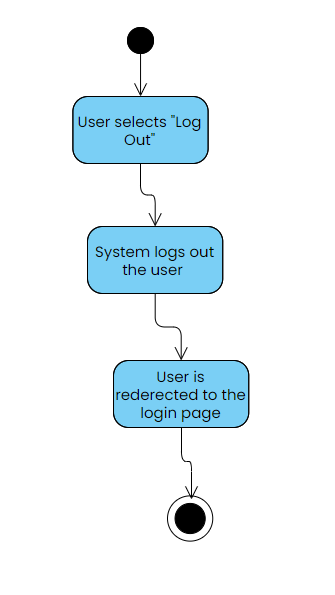 User selects "Log
Out"
System logs out
the user
User is
rederected to the
login page